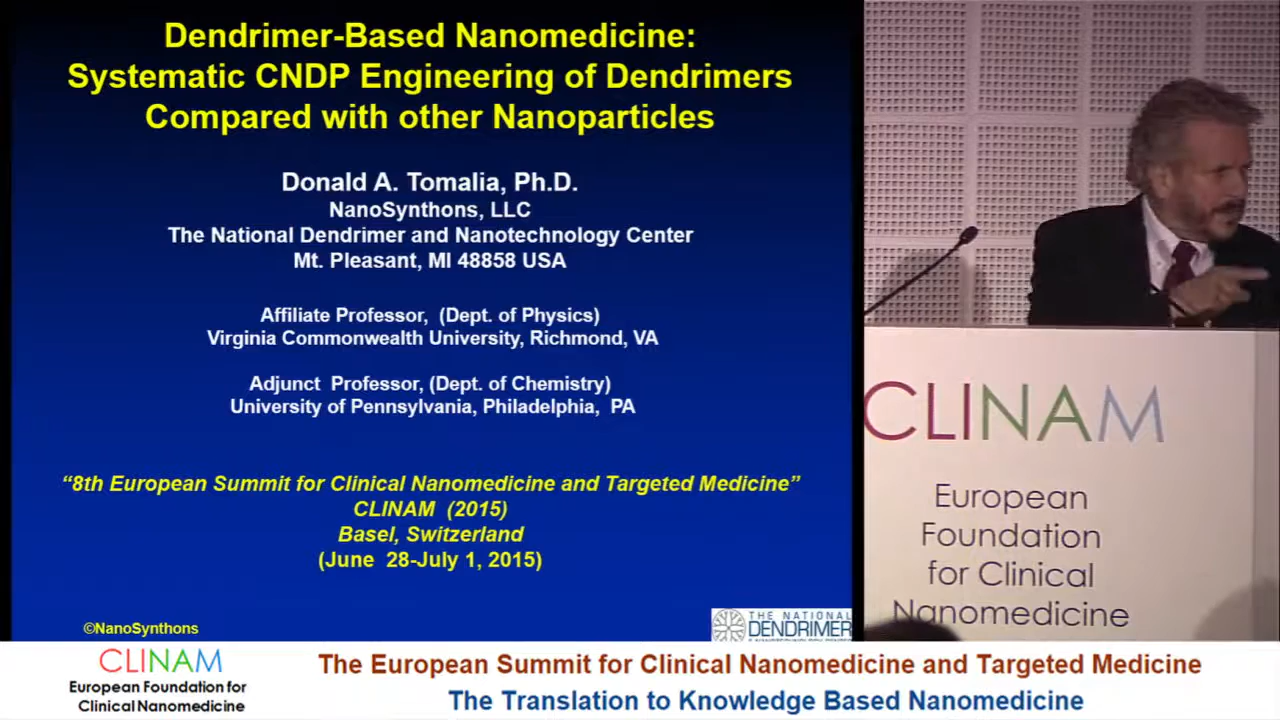 Dendrimer-Based Nanomedicine:
Systematic CNDP Engineering of Dendrimers
Compared with other Nanoparticles
Donald A. Tomalia, Ph.D.
NanoSynthons, LLC
The National Dendrimer and Nanotechnology Center
Mt. Pleasant, MI 48858 USA
Affiliate Professor, (Dept. of Physics)
Virginia Commonwealth University, Richmond, VA
Adjunct Professor, (Dept. of Chemistry)
University of Pennsylvania, Philadelphia, PA
“8th European Summit for Clinical Nanomedicine and Targeted Medicine”
CLINAM (2015)
Basel, Switzerland
(June 28-July 1, 2015)
©NanoSynthons
THE NATIONAL
DENDRIMER
CLINAM
European
Foundation
for Clinical
Nanomedicine
CLINAM
European Foundation for
Clinical Nanomedicine
The European Summit for Clinical Nanomedicine and Targeted Medicine
The Translation to Knowledge Based Nanomedicine